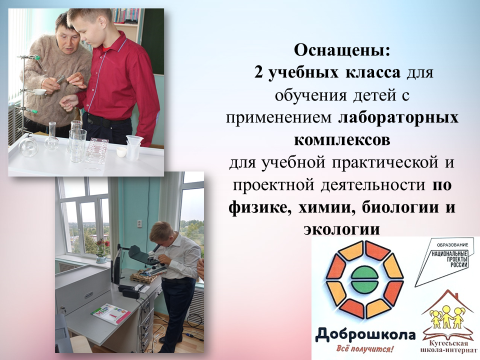 Оснащены:
2 учебных класса для
обучения детей с
применением лабораторных
комплексов
для учебной практической и
проектной деятельности по
физике, химии, биологии и
экологии
ОБРАЗОВАНИЕ
НАЦИОНАЛЬНЫЕ
ПРОЕКТЫ
РОССИИ
Доброшкола
Всё получится!
Кугесьская
школа-интернат